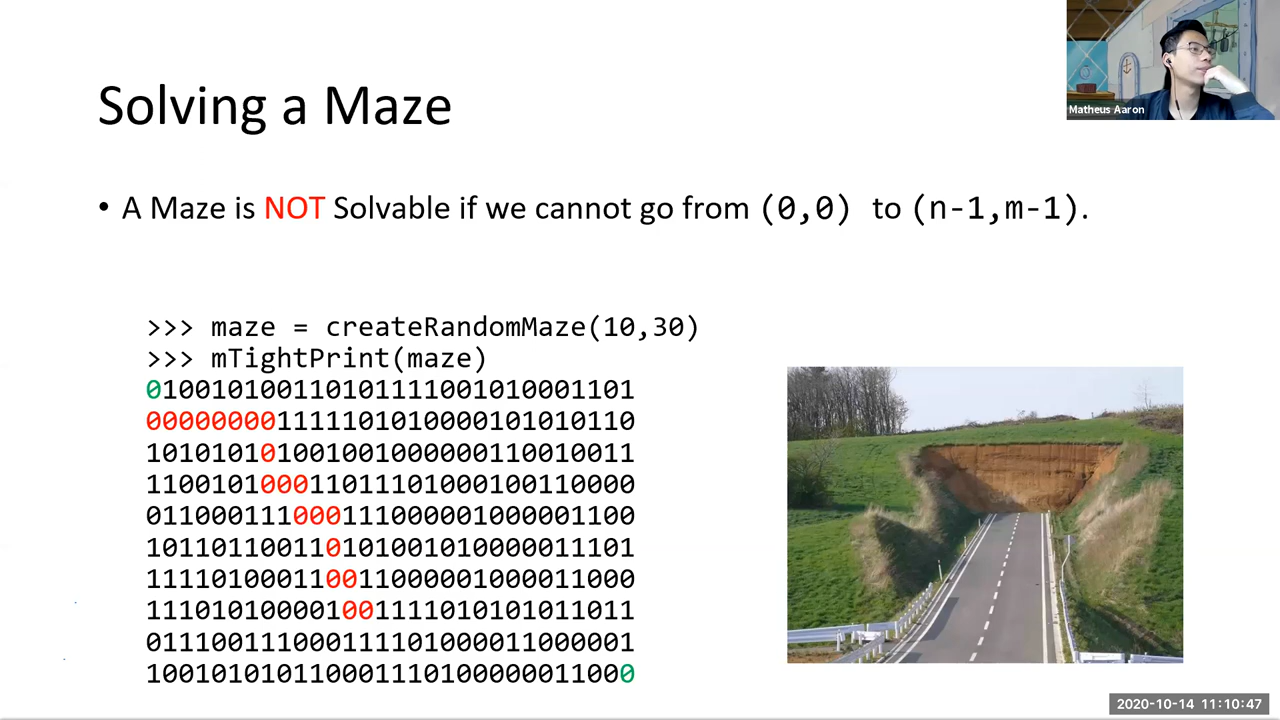 Matheus Aaron
Solving a Maze
• A Maze is NOT Solvable if we cannot go from (0,0) to (n-1,m-1).
>>> maze = createRandomMaze(10,30)
>>> mTightPrint(maze)
010010100110101111001010001101
000000001111110101000010101 0110
101010101001001000000110010011
110010100011011101000100110000
011000111000111000001000001100
101101100110101001010000011101
111101000110011000001000011000
111010100001001111010101011011
011100111000111101000011000001
100101010110001110100000011000
2020-10-14 11:10:47